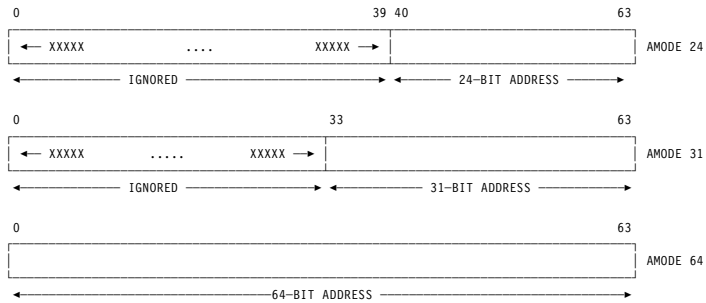 0 39 40 63
XXXXX .... XXXXX AMODE 24
IGNORED 24-BIT ADDRESS
0 33 63
XXXXX ..... XXXXX AMODE 31
IGNORED 31-BIT ADDRESS
0 63
AMODE 64
64-BIT ADDRESS